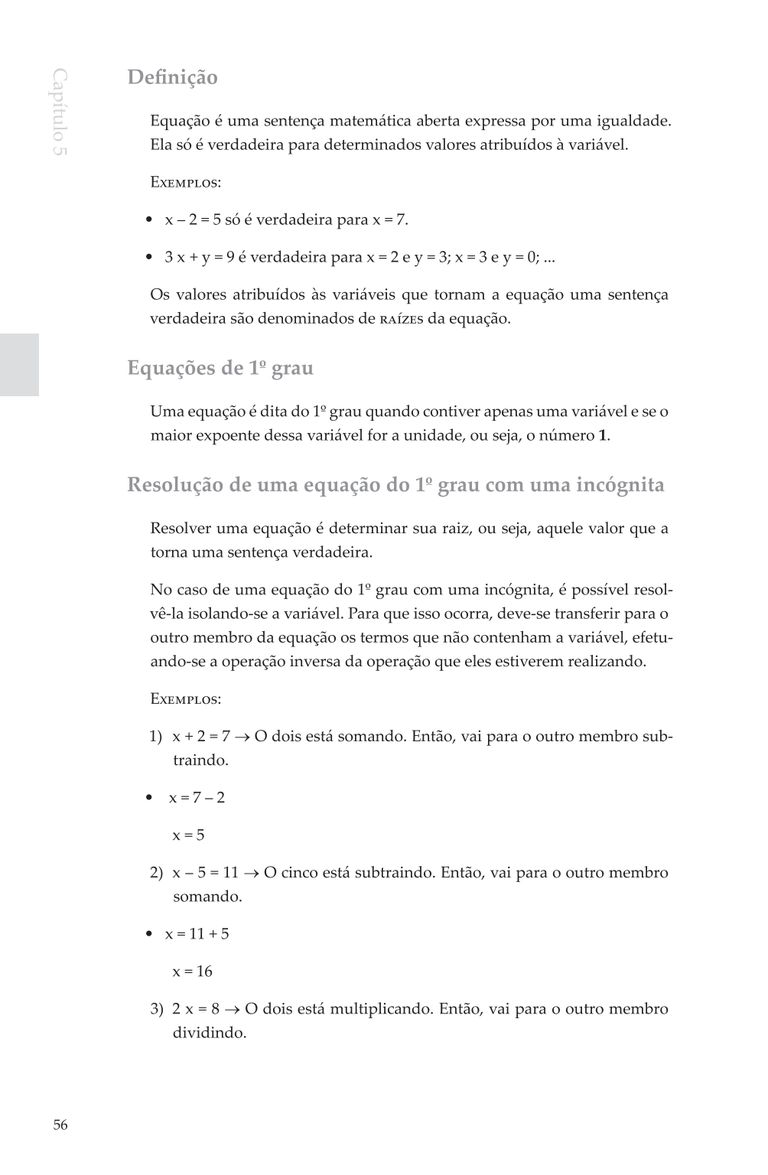 Capítulo 5
Definição
Equação é uma sentença matemática aberta expressa por uma igualdade.
Ela só é verdadeira para determinados valores atribuídos à variável.
Exemplos:
• x – 2 = 5 só é verdadeira para x = 7.
• 3 x + y = 9 é verdadeira para x = 2 e y = 3; x = 3 e y = 0; ...
Os valores atribuídos às variáveis que tornam a equação uma sentença
verdadeira são denominados de raízes da equação.
Equações de 1º grau
Uma equação é dita do 1º grau quando contiver apenas uma variável e se o
maior expoente dessa variável for a unidade, ou seja, o número 1.
Resolução de uma equação do 1º grau com uma incógnita
Resolver uma equação é determinar sua raiz, ou seja, aquele valor que a
torna uma sentença verdadeira.
No caso de uma equação do 1º grau com uma incógnita, é possível resol-
vê-la isolando-se a variável. Para que isso ocorra, deve-se transferir para o
outro membro da equação os termos que não contenham a variável, efetu-
ando-se a operação inversa da operação que eles estiverem realizando.
Exemplos:
1) x + 2 = 7 → O dois está somando. Então, vai para o outro membro sub-
traindo.
• x = 7 – 2
x = 5
2) x – 5 = 11 → O cinco está subtraindo. Então, vai para o outro membro
somando.
• x = 11 + 5
x = 16
3) 2 x = 8 → O dois está multiplicando. Então, vai para o outro membro
dividindo.
56